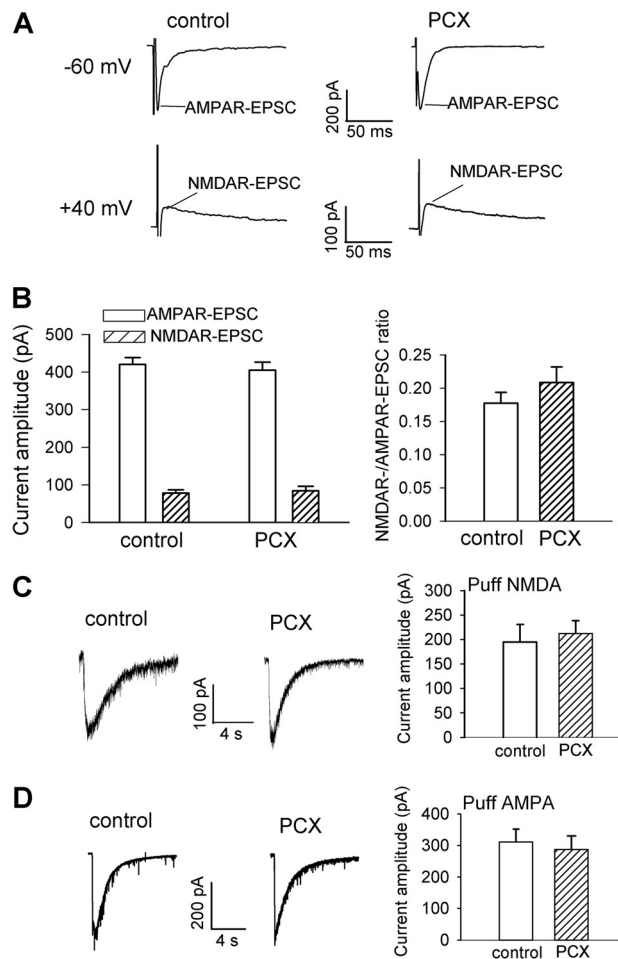 A
control
PCX
-60 mV
AMPAR-EPSC
200 pA
50 ms
AMPAR-EPSC
+40 mV
NMDAR-EPSC
100 pA
50 ms
NMDAR-EPSC
B
AMPAR-EPSC
NMDAR-EPSC
Current amplitude (pA)
500
400
300
200
100
0
control
PCX
NMDAR-/AMPAR-EPSC ratio
0.25
0.20
0.15
0.10
0.05
0.00
control
PCX
C
control
PCX
100 pA
4 s
Puff NMDA
Current amplitude (pA)
300
250
200
150
100
50
0
control
PCX
D
control
PCX
200 pA
4 s
Puff AMPA
Current amplitude (pA)
400
300
200
100
0
control
PCX